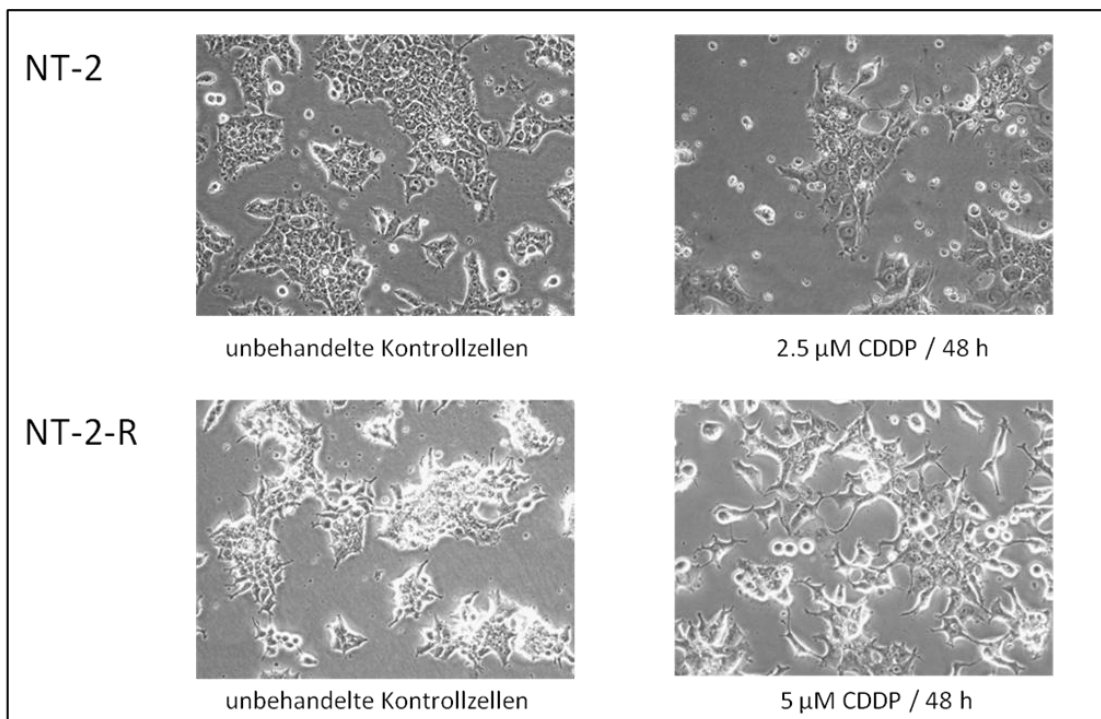 NT-2
unbehandelte Kontrollzellen
2.5 µM CDDP / 48 h
NT-2-R
unbehandelte Kontrollzellen
5 µM CDDP / 48 h